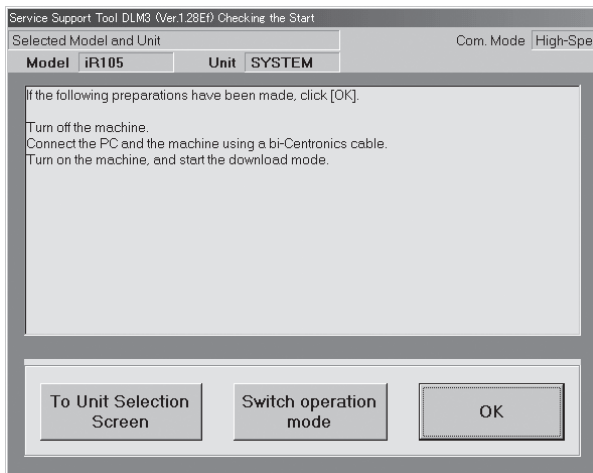 Service Support Tool DLM3 (Ver.1.28Ef) Checking the Start
Selected Model and Unit
Com. Mode High-Spe
Model iR105 Unit SYSTEM
If the following preparations have been made, click [OK].
Turn off the machine.
Connect the PC and the machine using a bi-Centronics cable.
Turn on the machine, and start the download mode.
To Unit Selection
Screen
Switch operation
mode
OK